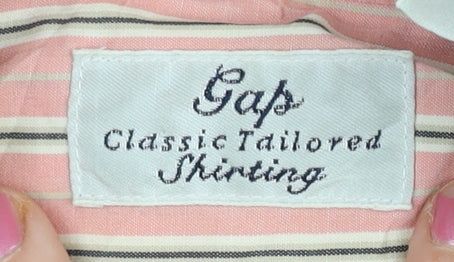 Gap
Classic Tailored
Shirting